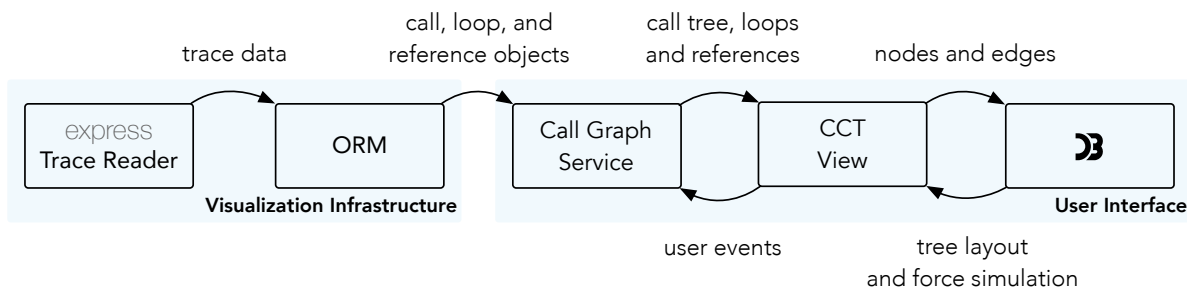 call, loop, and
reference objects
call tree, loops
and references
trace data
nodes and edges
express
Trace Reader
ORM
Call Graph
Service
CCT
View
D3
Visualization Infrastructure
User Interface
user events
tree layout
and force simulation